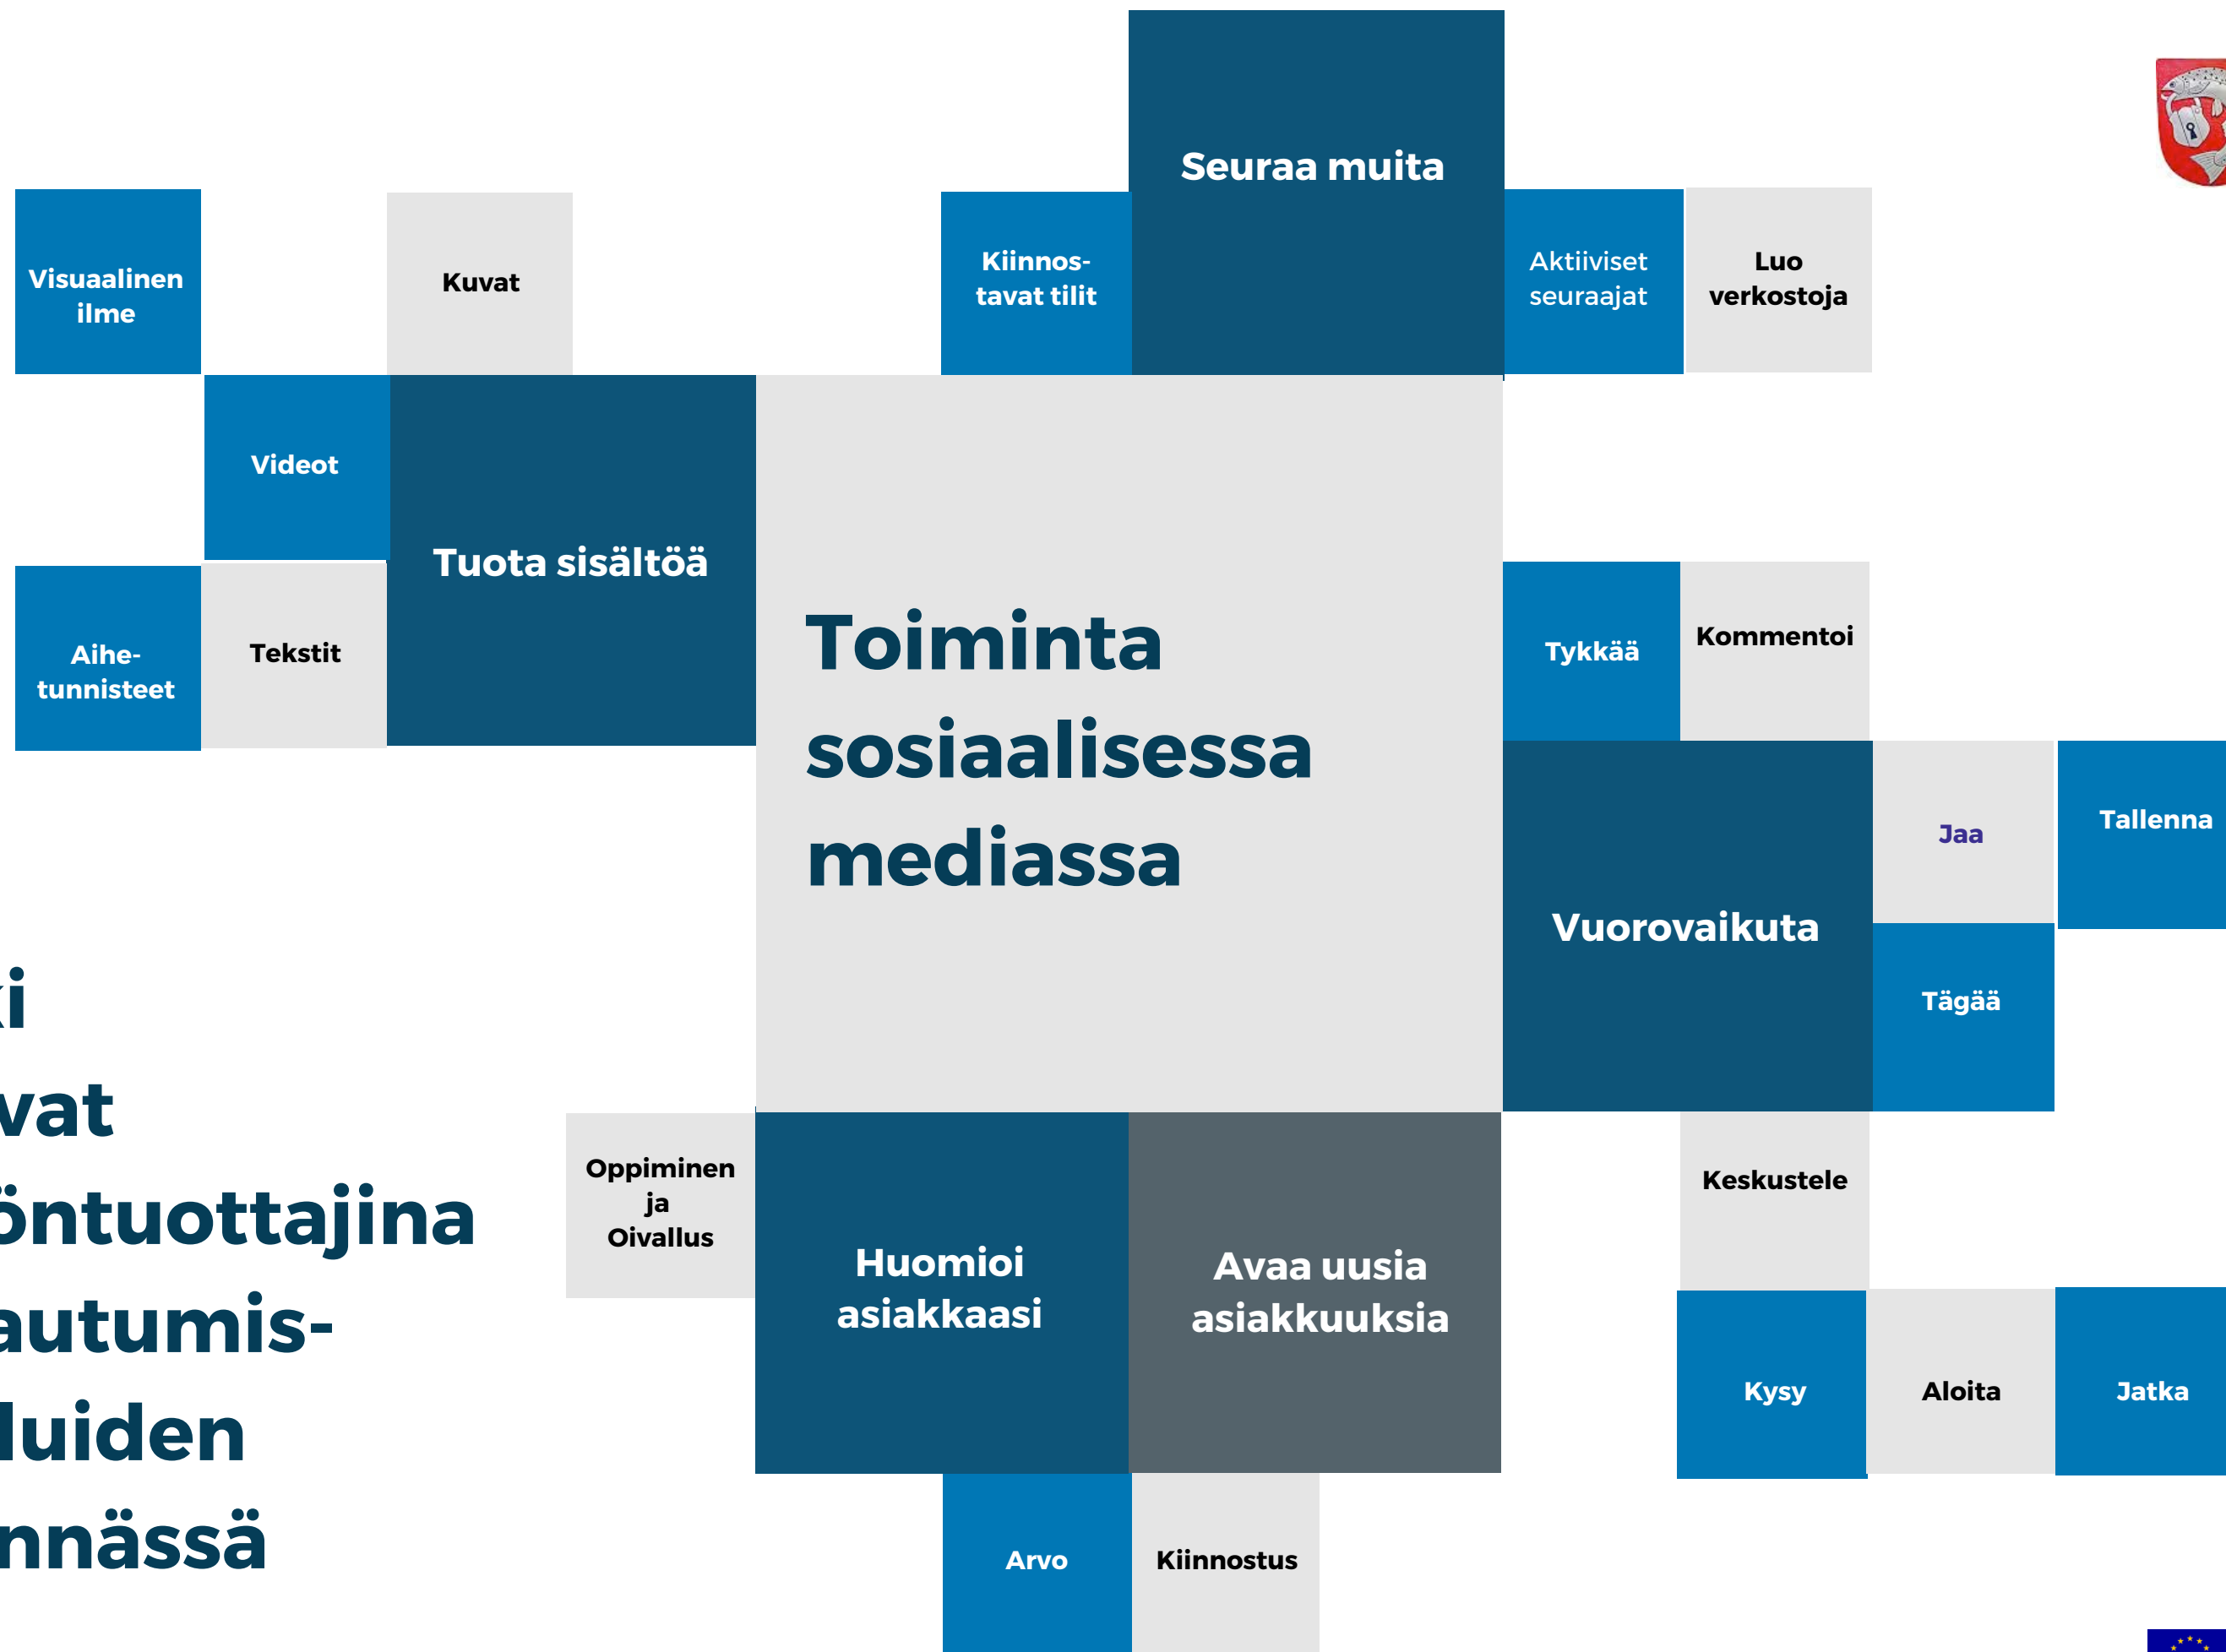 Seuraa muita
Visuaalinen
ilme
Kuvat
Kiinnos-
tavat tilit
Aktiiviset
seuraajat
Luo
verkostoja
Videot
Tuota sisältöä
Aihe-
tunnisteet
Tekstit
Toiminta
sosiaalisessa
mediassa
Tykkää
Kommentoi
Jaa
Tallenna
Vuorovaikuta
Tägää
Oppiminen
ja
Oivallus
Huomioi
asiakkaasi
Avaa uusia
asiakkuuksia
Keskustele
Kysy
Aloita
Jatka
Arvo
Kiinnostus
i
vat
öntuottajina
autumis-
luiden
nnässä